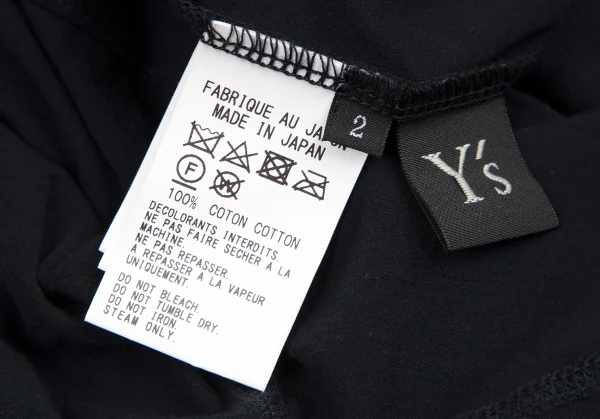 FABRIQUE AU JAPON
MADE IN JAPAN
F
W
100% COTON COTTON
DECOLORANTS INTERDITS.
NE PAS FAIRE SECHER A LA
MACHINE.
NE PAS REPASSER
A REPASSER A LA VAPEUR
UNIQUEMENT.
DO NOT BLEACH.
DO NOT TUMBLE DRY.
DO NOT IRON.
STEAM ONLY.
2
Y's